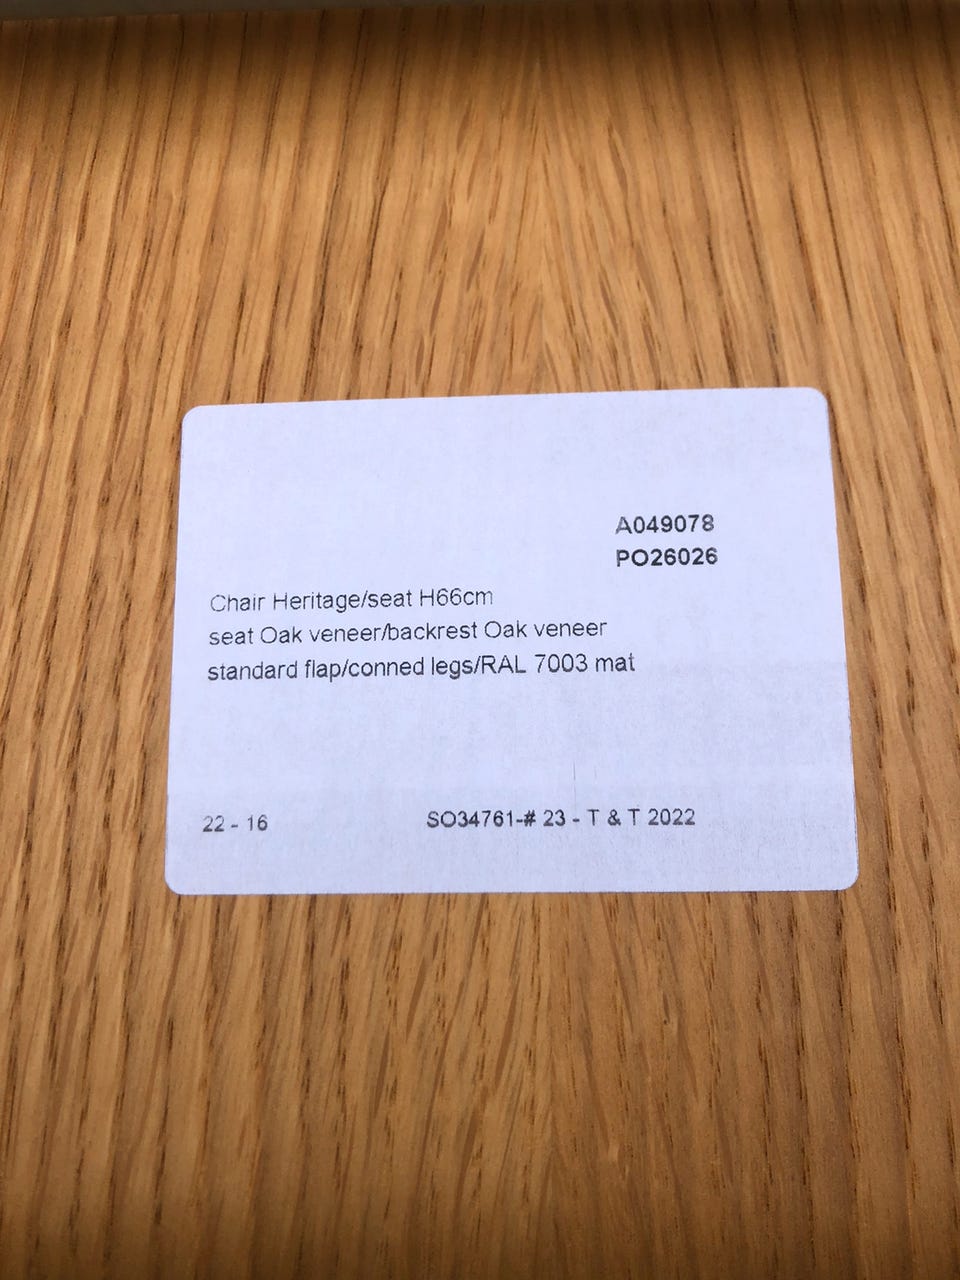 A049078
PO26026
Chair Heritage/seat H66cm
seat Oak veneer/backrest Oak veneer
standard flap/conned legs/RAL 7003 mat
22 - 16 SO34761-# 23 - T & T 2022